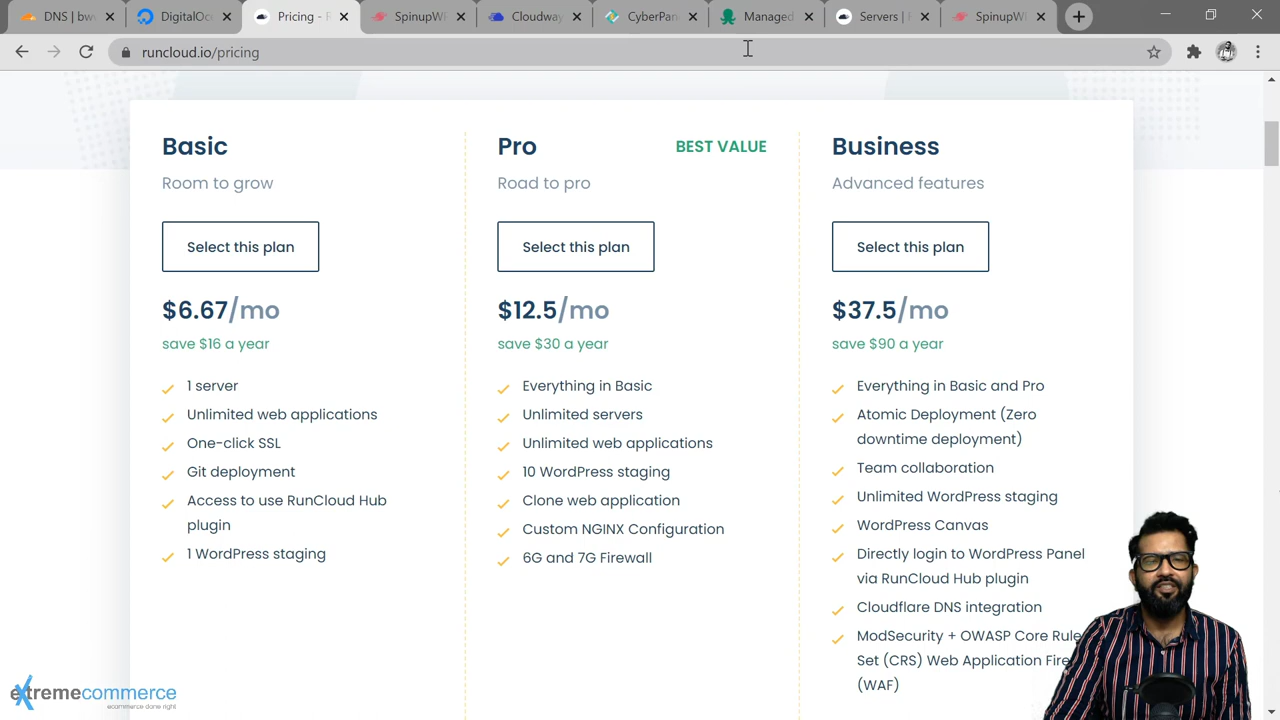 DNS | bw
DigitalOc
Pricing - R
SpinupWI
Cloudway
CyberPan
Managed
Servers |
SpinupWI
runcloud.io/pricing
Basic
Room to grow
Select this plan
$6.67/mo
save $16 a year
1 server
Unlimited web applications
One-click SSL
Git deployment
Access to use RunCloud Hub
plugin
1 WordPress staging
Pro
BEST VALUE
Road to pro
Select this plan
$12.5/mo
save $30 a year
Everything in Basic
Unlimited servers
Unlimited web applications
10 WordPress staging
Clone web application
Custom NGINX Configuration
6G and 7G Firewall
Business
Advanced features
Select this plan
$37.5/mo
save $90 a year
Everything in Basic and Pro
Atomic Deployment (Zero
downtime deployment)
Team collaboration
Unlimited WordPress staging
WordPress Canvas
Directly login to WordPress Panel
via RunCloud Hub plugin
Cloudflare DNS integration
ModSecurity + OWASP Core Rule
Set (CRS) Web Application Fire
(WAF)
extremecommerce
ecommerce done right